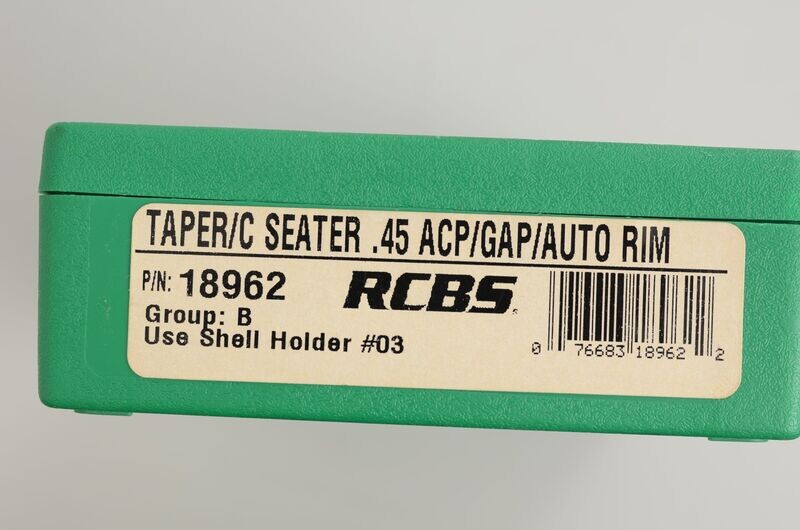 TAPER/C SEATER .45 ACP/GAP/AUTO RIM
P/N: 18962
RCBS
Group: B
Use Shell Holder #03
0 76683 18962 2